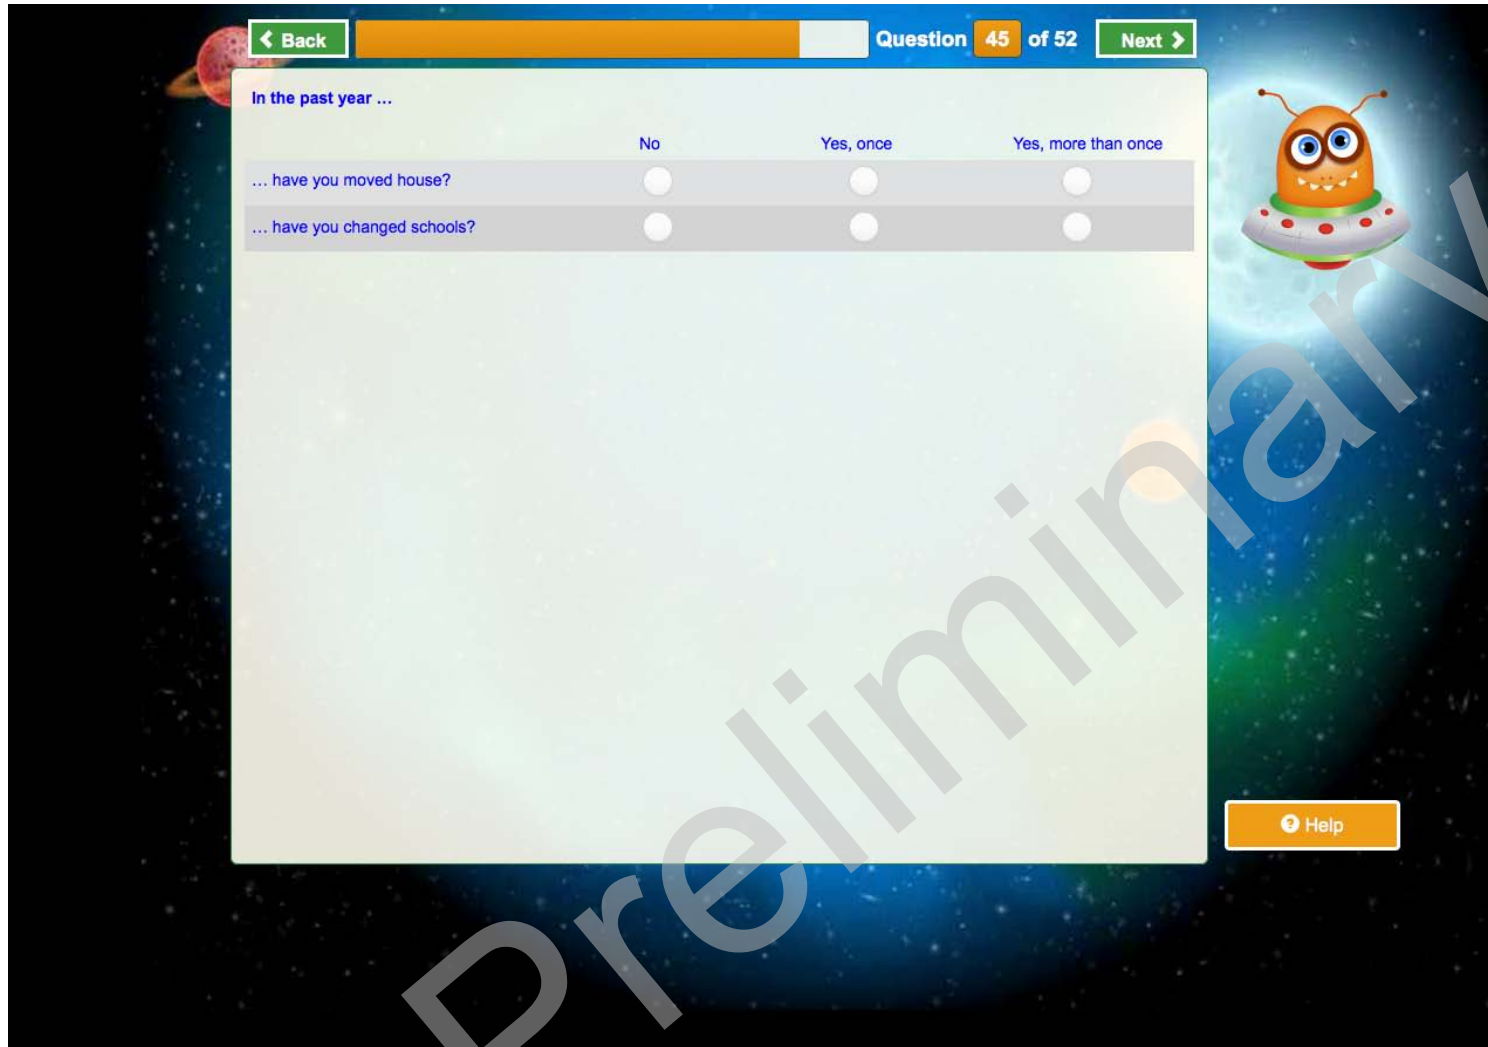 Back
Question 45 of 52
Next
In the past year ...
No Yes, once Yes, more than once
... have you moved house?
... have you changed schools?
Help
Preliminary